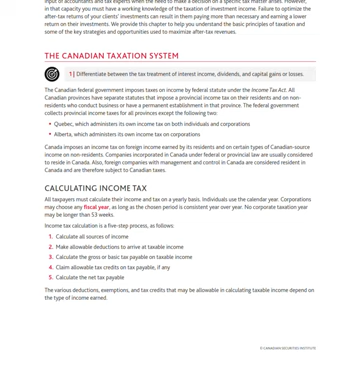 input of accountants and tax experts when the need to make a decision on a specific tax matter arises. However,
in that capacity you must have a working knowledge of the taxation of investment income. Failure to optimize the
after-tax returns of your clients' investments can result in them paying more than necessary and earning a lower
return on their investments. We provide this chapter to help you understand the basic principles of taxation and
some of the key strategies and opportunities used to maximize after-tax revenues.
THE CANADIAN TAXATION SYSTEM
1 | Differentiate between the tax treatment of interest income, dividends, and capital gains or losses.
The Canadian federal government imposes taxes on income by federal statute under the Income Tax Act. All
Canadian provinces have separate statutes that impose a provincial income tax on their residents and on non-
residents who conduct business or have a permanent establishment in that province. The federal government
collects provincial income taxes for all provinces except the following two:
• Quebec, which administers its own income tax on both individuals and corporations
• Alberta, which administers its own income tax on corporations
Canada imposes an income tax on foreign income earned by its residents and on certain types of Canadian-source
income on non-residents. Companies incorporated in Canada under federal or provincial law are usually considered
to reside in Canada. Also, foreign companies with management and control in Canada are considered resident in
Canada and are therefore subject to Canadian taxes.
CALCULATING INCOME TAX
All taxpayers must calculate their income and tax on a yearly basis. Individuals use the calendar year. Corporations
may choose any fiscal year, as long as the chosen period is consistent year over year. No corporate taxation year
may be longer than 53 weeks.
Income tax calculation is a five-step process, as follows:
1. Calculate all sources of income
2. Make allowable deductions to arrive at taxable income
3. Calculate the gross or basic tax payable on taxable income
4. Claim allowable tax credits on tax payable, if any
5. Calculate the net tax payable
The various deductions, exemptions, and tax credits that may be allowable in calculating taxable income depend on
the type of income earned.
© CANADIAN SECURITIES INSTITUTE